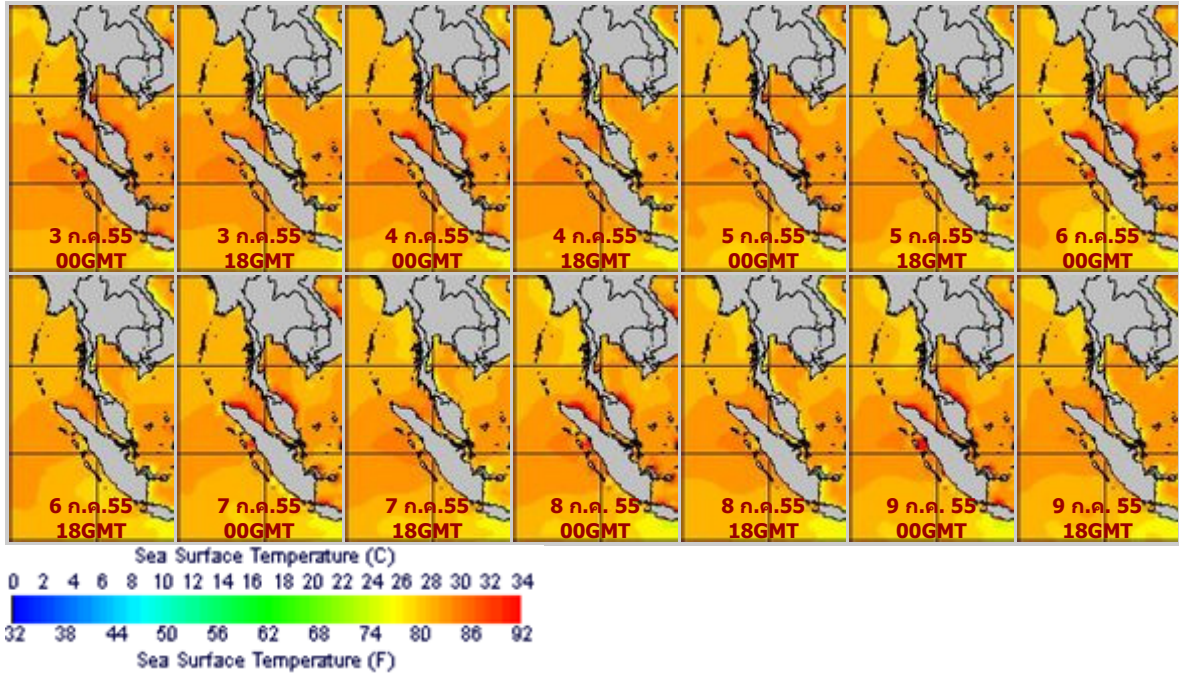 3 ก.ค.55
00GMT
3 ก.ค.55
18GMT
4 ก.ค.55
00GMT
4 ก.ค.55
18GMT
5 ก.ค.55
00GMT
5 ก.ค.55
18GMT
6 ก.ค.55
00GMT
6 ก.ค.55
18GMT
7 ก.ค.55
00GMT
7 ก.ค.55
18GMT
8 ก.ค. 55
00GMT
8 ก.ค. 55
18GMT
9 ก.ค. 55
00GMT
9 ก.ค. 55
18GMT
Sea Surface Temperature (C)
0 2 4 6 8 10 12 14 16 18 20 22 24 26 28 30 32 34
32 38 44 50 56 62 68 74 80 86 92
Sea Surface Temperature (F)